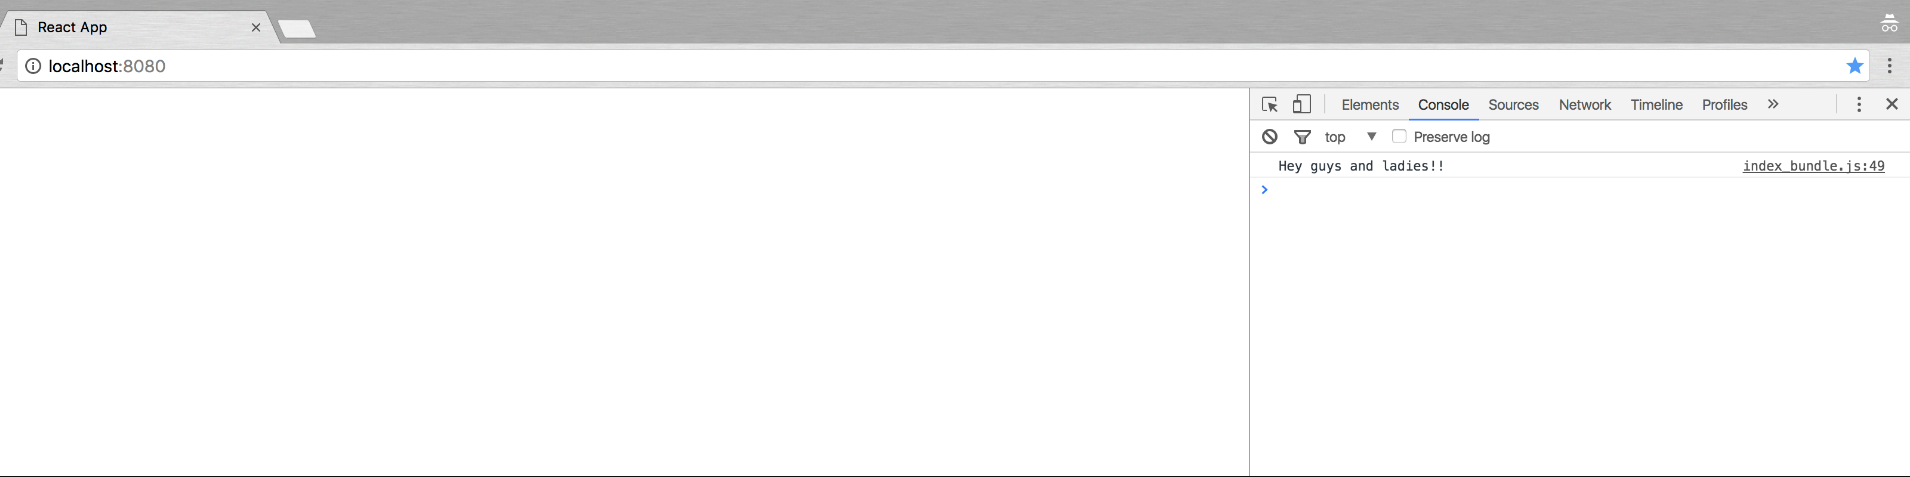 React App
localhost:8080
Elements Console Sources Network Timeline Profiles
top Preserve log
Hey guys and ladies!! index_bundle.js:49